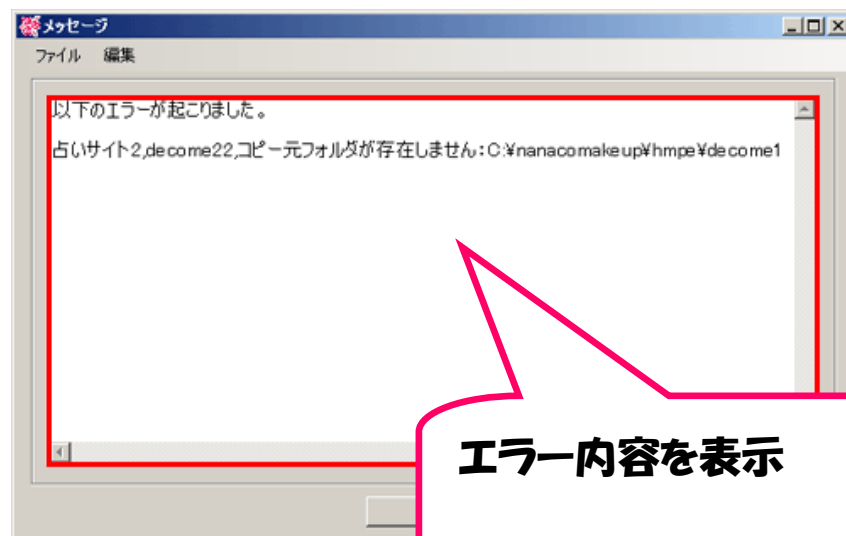 メッセージ
ファイル 編集
以下のエラーが起こりました。
占いサイト2,decome22,コピー元フォルダが存在しません:C:¥nanacomakeup¥hmpe¥decome1
エラー内容を表示